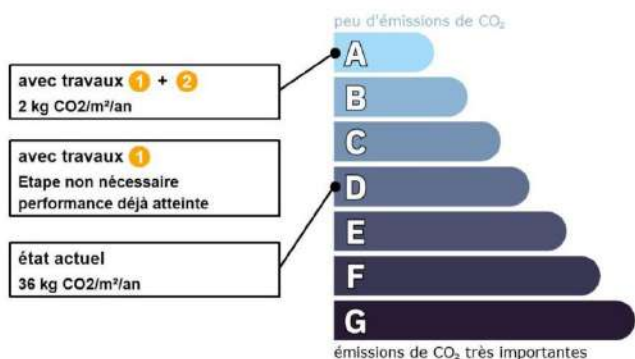 peu d'émissions de CO₂
A
B
C
D
E
F
G
émissions de CO₂ très importantes
avec travaux 1 + 2
2 kg CO2/m²/an
avec travaux 1
Etape non nécessaire
performance déjà atteinte
état actuel
36 kg CO2/m²/an